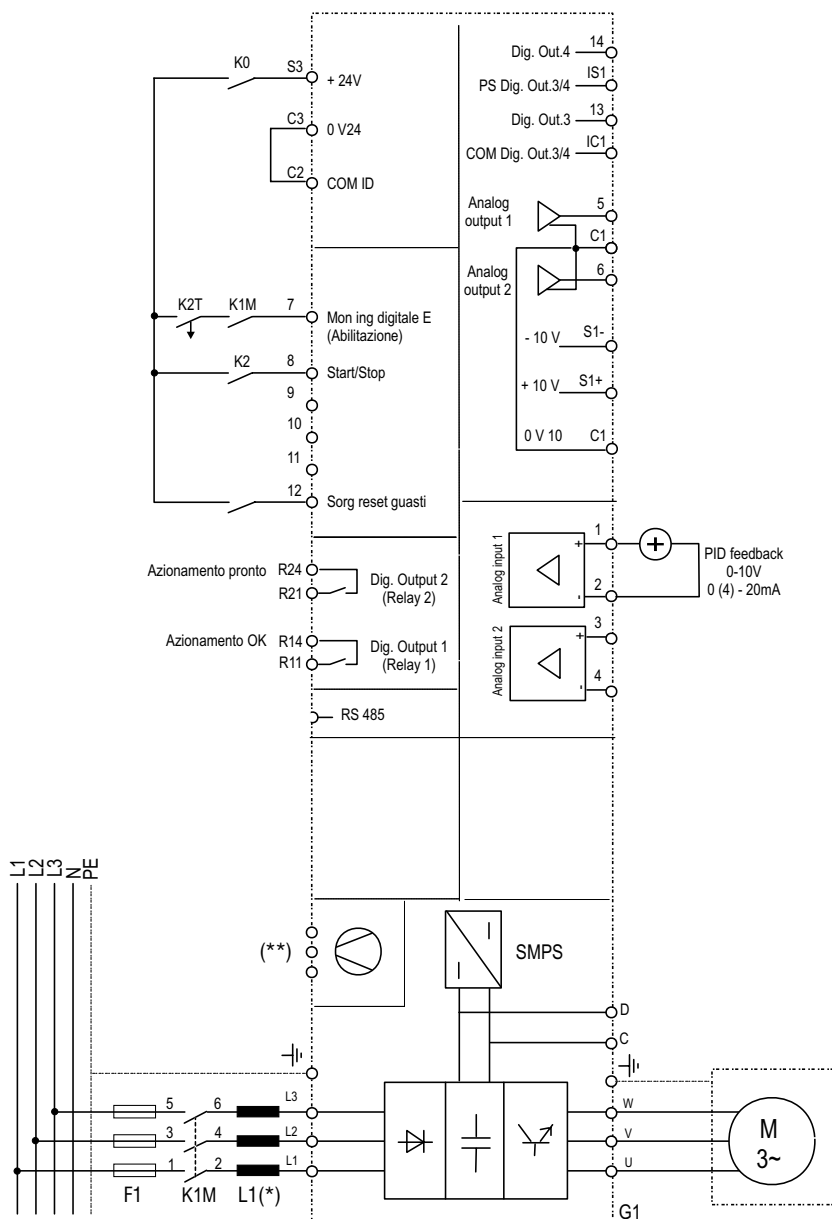 K0
S3
+ 24V
C3
0 V24
C2
COM ID
K2T
K1M
7
Mon ing digitale E
(Abilitazione)
K2
8
Start/Stop
9
10
11
12
Sorg reset guasti
Azionamento pronto
R24
R21
Dig. Output 2
(Relay 2)
Azionamento OK
R14
R11
Dig. Output 1
(Relay 1)
RS 485
Dig. Out.4
14
PS Dig. Out.3/4
IS1
Dig. Out.3
13
COM Dig. Out.3/4
IC1
Analog
output 1
5
C1
Analog
output 2
6
- 10 V
S1-
+ 10 V
S1+
0 V 10
C1
Analog input 1
+
-
1
2
+
PID feedback
0-10V
0 (4) - 20mA
Analog input 2
+
-
3
4
L1
L2
L3
N
PE
(**)
SMPS
D
C
5
6
L3
3
4
L2
1
2
L1
F1
K1M
L1(*)
W
V
U
M
3~
G1